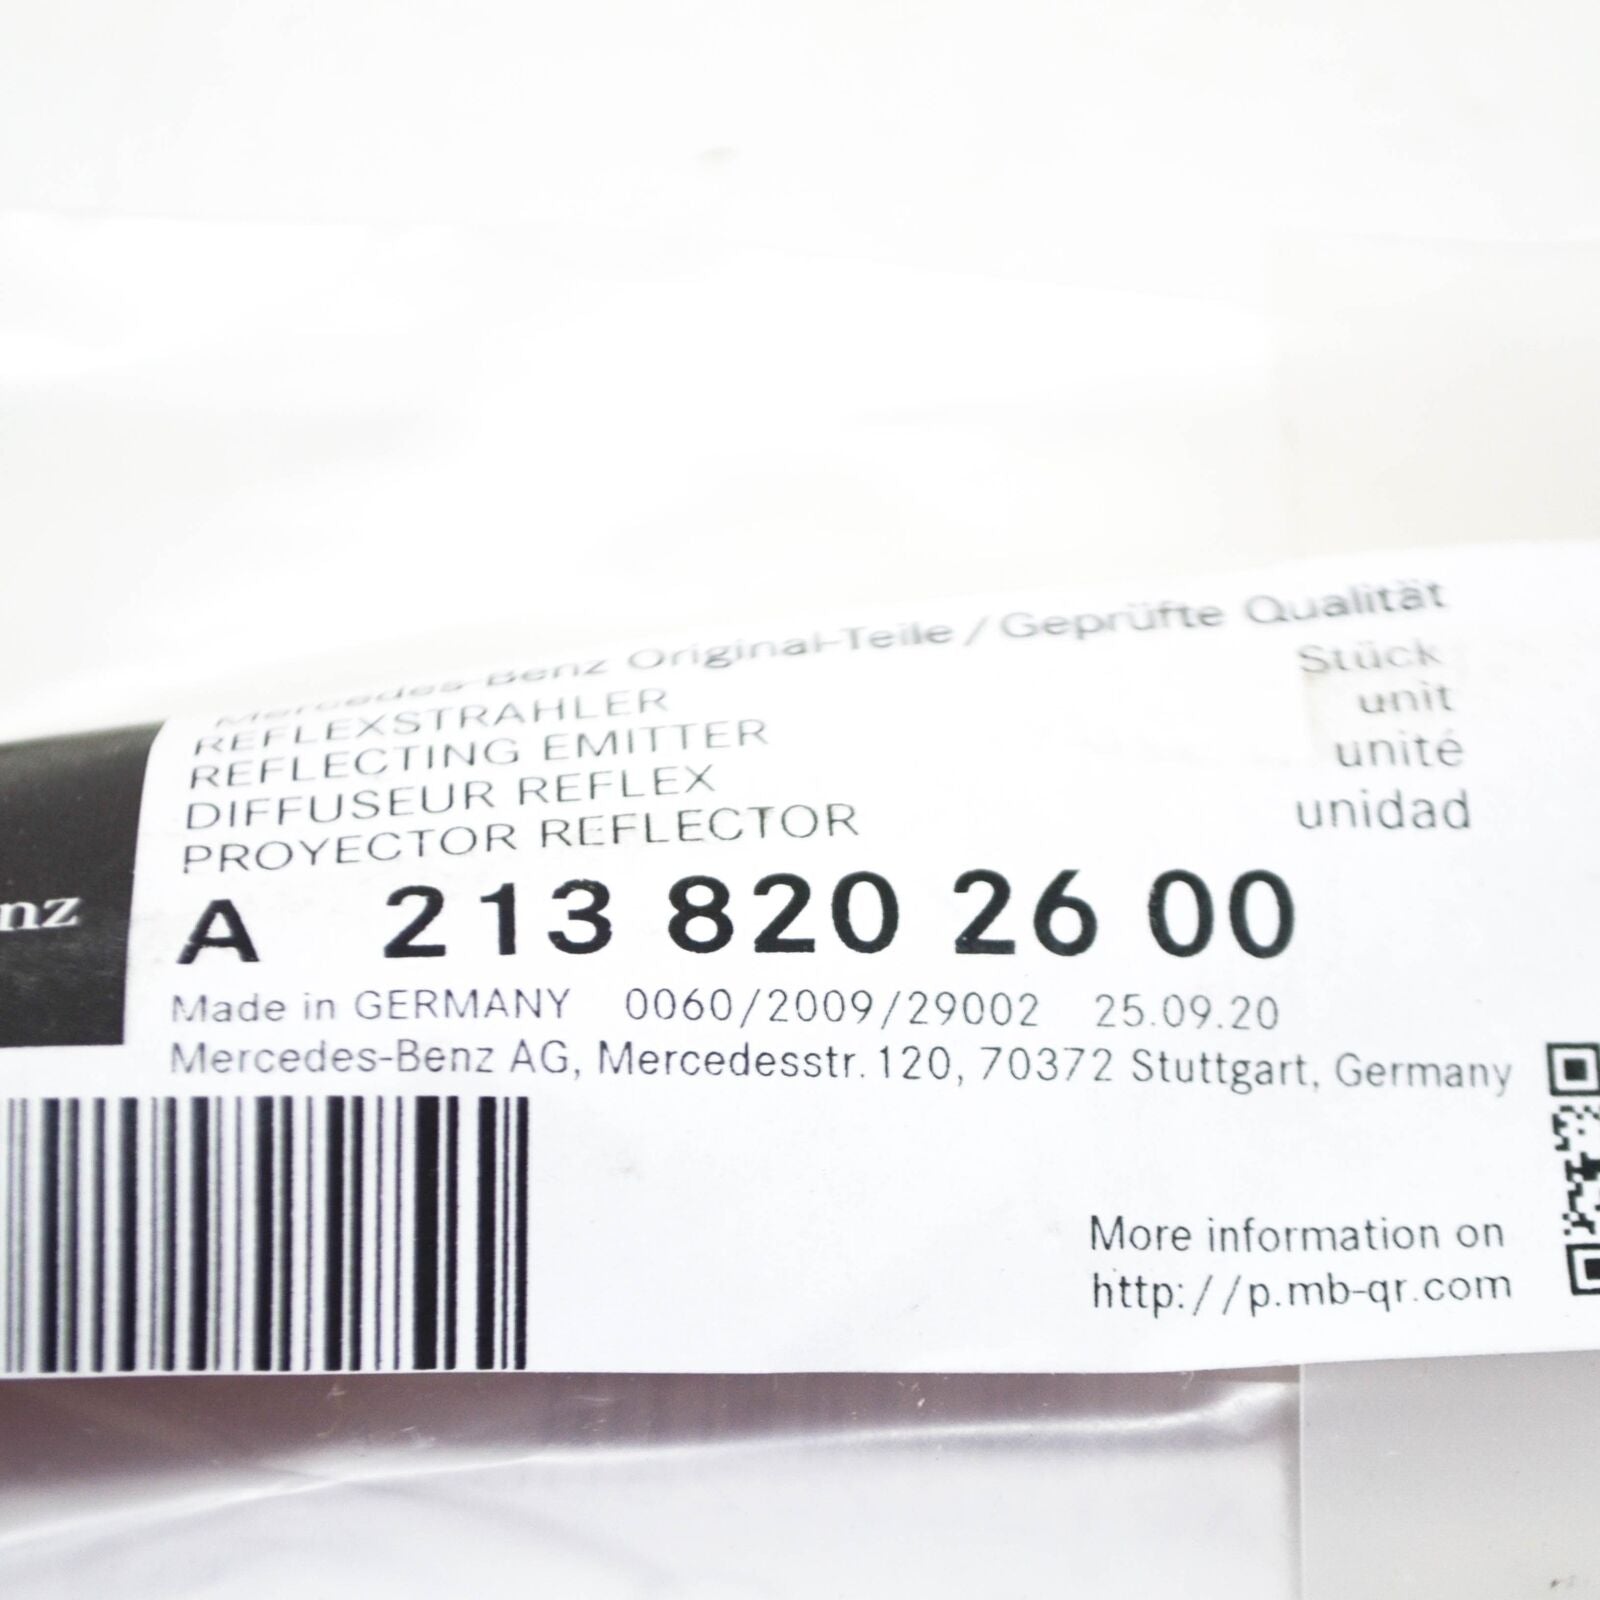 Mercedes-Benz Original-Teile / Geprüfte Qualität
REFLEXSTRAHLER
REFLECTING EMITTER
DIFFUSEUR REFLEX
PROYECTOR REFLECTOR
Stück
unit
unité
unidad
nz
A 213 820 26 00
Made in GERMANY 0060/2009/29002 25.09.20
Mercedes-Benz AG, Mercedesstr. 120, 70372 Stuttgart, Germany
More information on
http://p.mb-qr.com